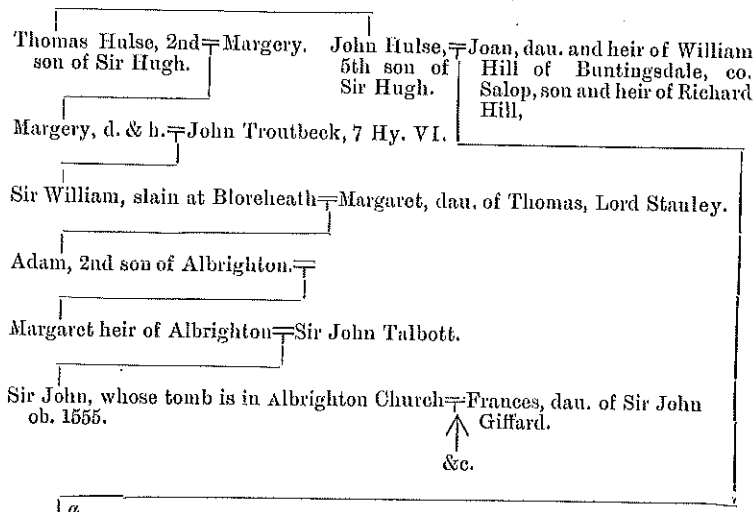 Thomas Hulse, 2nd=Margery.
son of Sir Hugh.
John Hulse,=Joan, dau. and heir of William
5th son of Hill of Buntingsdale, co.
Sir Hugh. Salop, son and heir of Richard
Hill,
Margery, d. & h.=John Troutbeck, 7 Hy. VI.
Sir William, slain at Bloreheath=Margaret, dau. of Thomas, Lord Stanley.
Adam, 2nd son of Albrighton.=
Margaret heir of Albrighton=Sir John Talbott.
Sir John, whose tomb is in Albrighton Church=Frances, dau. of Sir John
ob. 1555. Giffard.
&c.
a